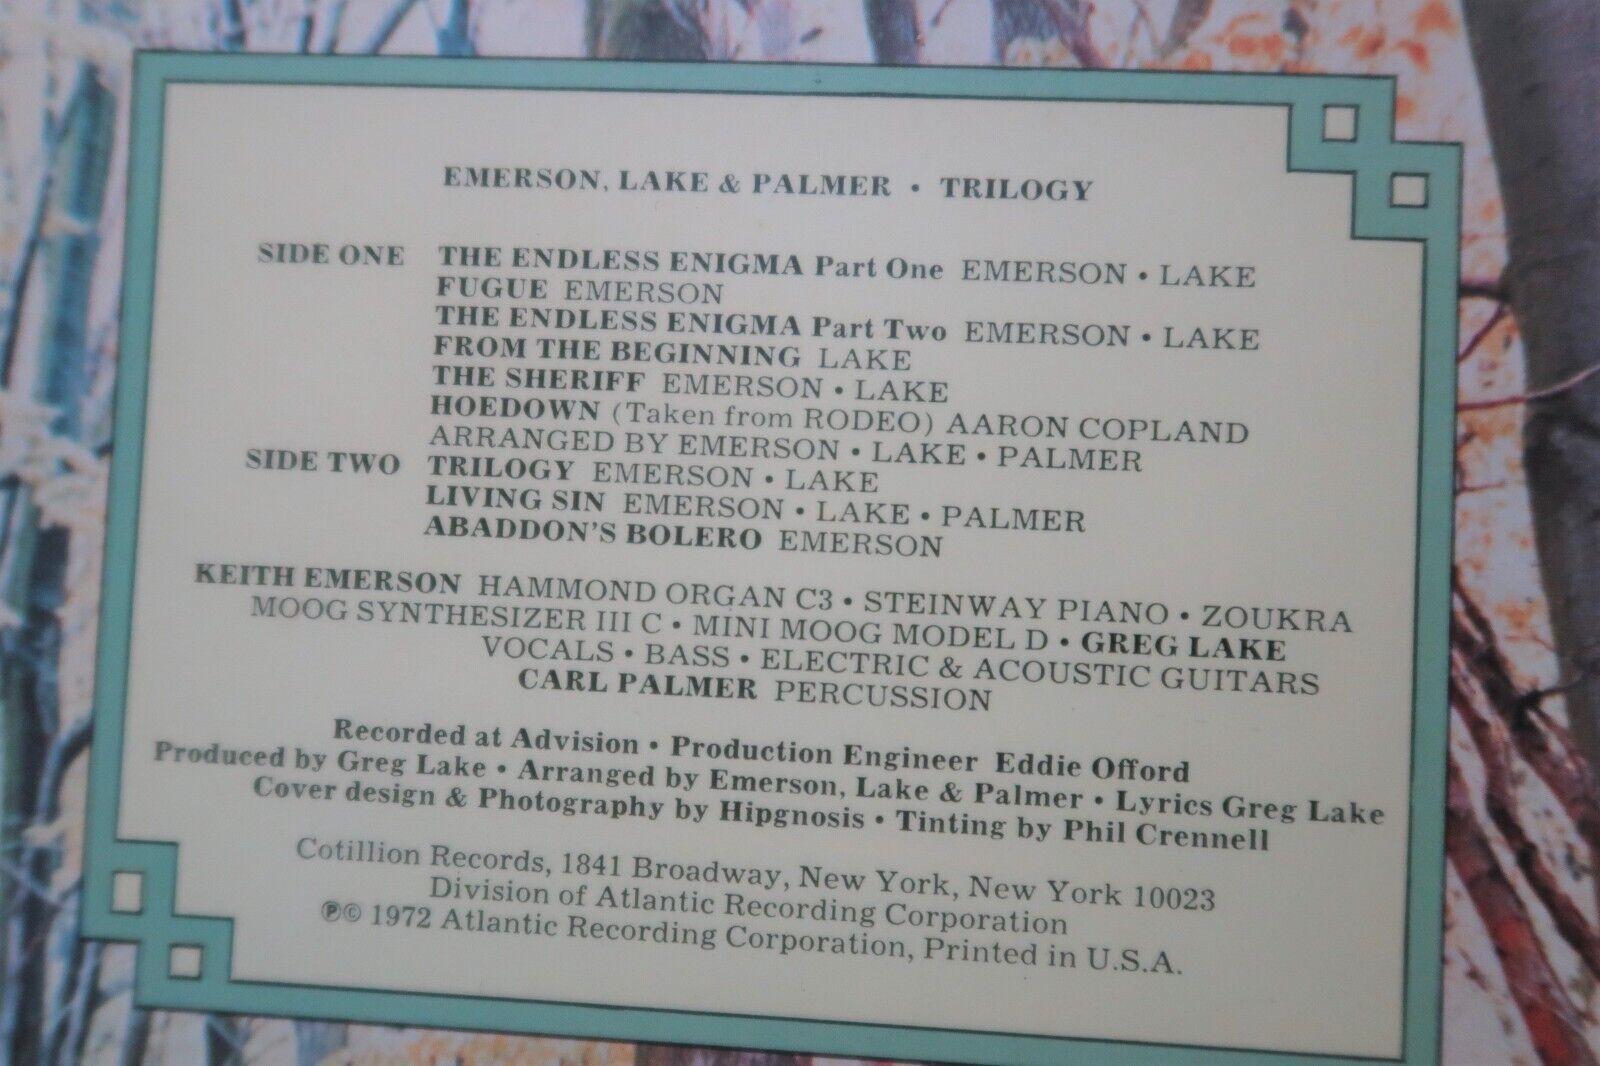 EMERSON, LAKE & PALMER • TRILOGY
SIDE ONE THE ENDLESS ENIGMA Part One EMERSON • LAKE
FUGUE EMERSON
THE ENDLESS ENIGMA Part Two EMERSON • LAKE
FROM THE BEGINNING LAKE
THE SHERIFF EMERSON • LAKE
HOEDOWN (Taken from RODEO) AARON COPLAND
ARRANGED BY EMERSON • LAKE • PALMER
SIDE TWO TRILOGY EMERSON • LAKE
LIVING SIN EMERSON • LAKE • PALMER
ABADDON'S BOLERO EMERSON
KEITH EMERSON HAMMOND ORGAN C3 • STEINWAY PIANO • ZOUKRA
MOOG SYNTHESIZER III C • MINI MOOG MODEL D • GREG LAKE
VOCALS • BASS • ELECTRIC & ACOUSTIC GUITARS
CARL PALMER PERCUSSION
Recorded at Advision • Production Engineer Eddie Offord
Produced by Greg Lake • Arranged by Emerson, Lake & Palmer • Lyrics Greg Lake
Cover design & Photography by Hipgnosis • Tinting by Phil Crennell
Cotillion Records, 1841 Broadway, New York, New York 10023
Division of Atlantic Recording Corporation
℗© 1972 Atlantic Recording Corporation, Printed in U.S.A.